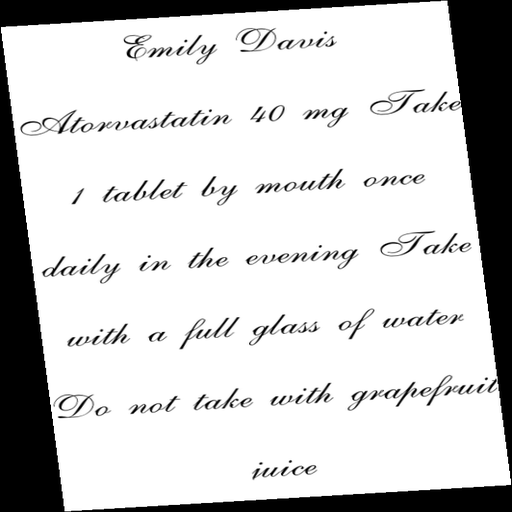 Emily Davis
Atorvastatin 40 mg Take
1 tablet by mouth once
daily in the evening Take
with a full glass of water
Do not take with grapefruit
juice